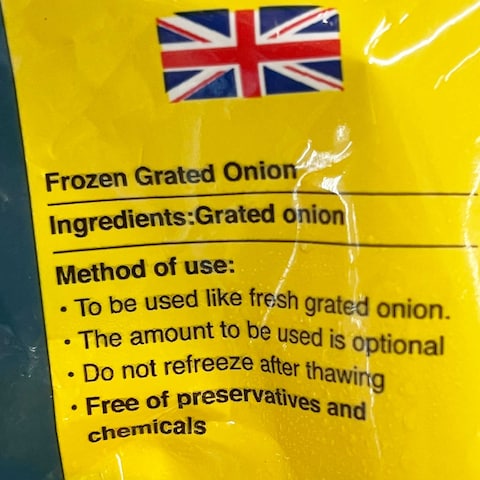 Frozen Grated Onion
Ingredients:Grated onion
Method of use:
• To be used like fresh grated onion.
• The amount to be used is optional
• Do not refreeze after thawing
• Free of preservatives and
chemicals